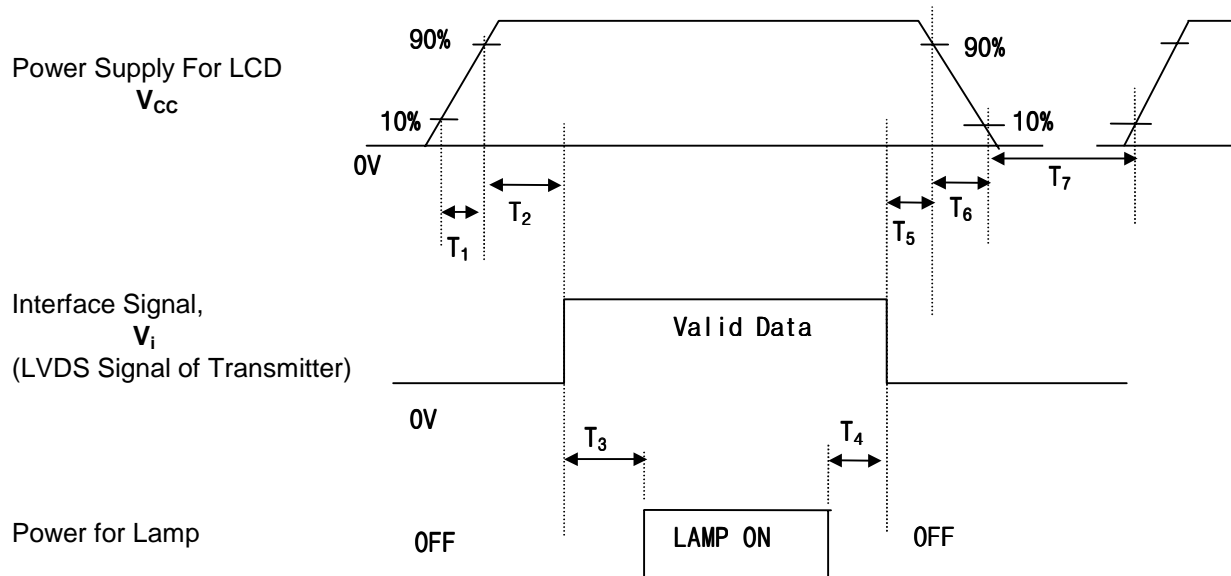 90%
90%
Power Supply For LCD
VCC
10%
10%
0V
T1
T2
T5
T6
T7
Interface Signal,
Vi
(LVDS Signal of Transmitter)
Valid Data
0V
T3
T4
Power for Lamp
OFF
LAMP ON
OFF